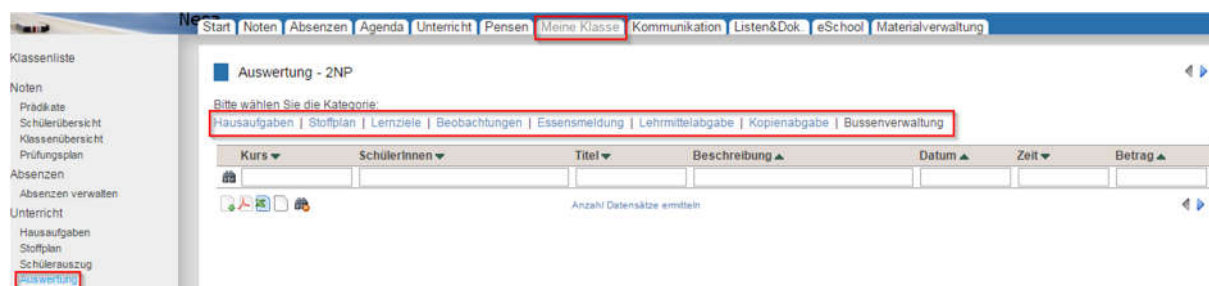 Start Noten Absenzen Agenda Unterricht Pensen Meine Klasse Kommunikation Listen&Dok. eSchool Materialverwaltung
Klassenliste
Noten
Prädikate
Schülerübersicht
Klassenübersicht
Prüfungsplan
Absenzen
Absenzen verwalten
Unterricht
Hausaufgaben
Stoffplan
Schülerauszug
Auswertung
Auswertung - 2NP
Bitte wählen Sie die Kategorie:
Hausaufgaben | Stoffplan | Lernziele | Beobachtungen | Essensmeldung | Lehrmittelabgabe | Kopienabgabe | Bussenverwaltung
Kurs SchülerInnen Titel Beschreibung Datum Zeit Betrag
Anzahl Datensätze ermitteln